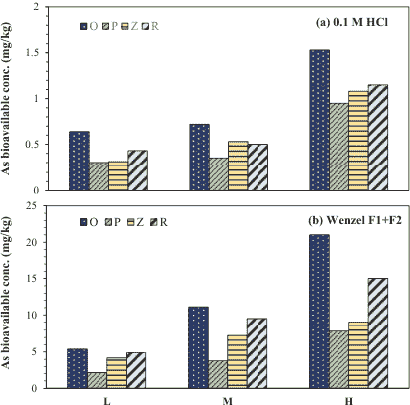 2
(a) 0.1 M HCl
O P Z R
1.5
1
0.5
0
As bioavailable conc. (mg/kg)
25
(b) Wenzel F1+F2
O P Z R
20
15
10
5
0
As bioavailable conc. (mg/kg)
L M H